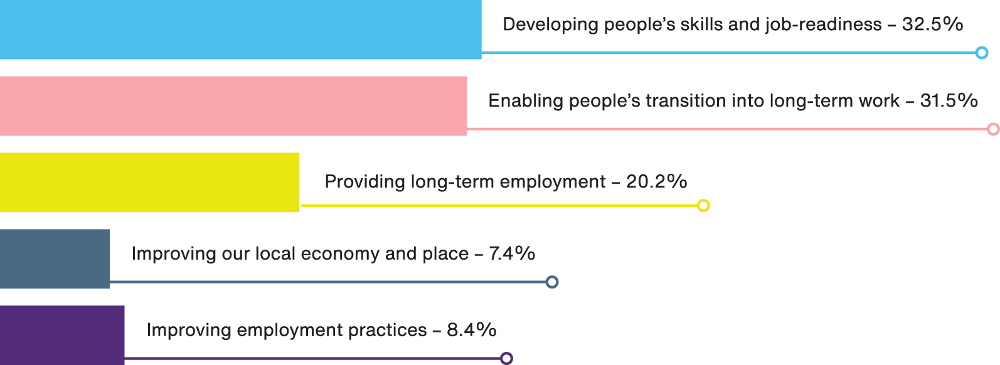 Developing people’s skills and job-readiness – 32.5%
Enabling people’s transition into long-term work – 31.5%
Providing long-term employment – 20.2%
Improving our local economy and place – 7.4%
Improving employment practices – 8.4%